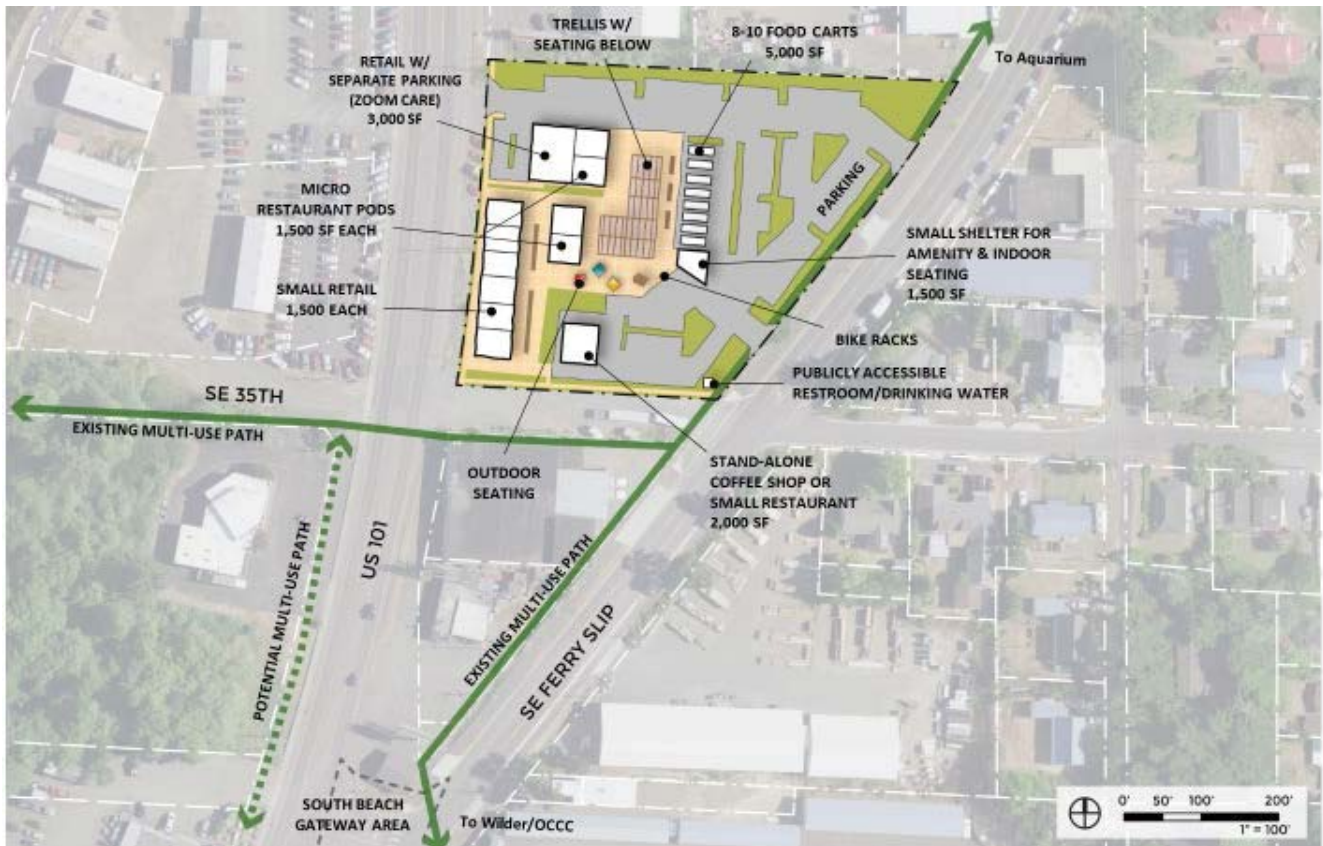 TRELLIS W/
SEATING BELOW
8-10 FOOD CARTS
5,000 SF
To Aquarium
RETAIL W/
SEPARATE PARKING
(ZOOM CARE)
3,000 SF
MICRO
RESTAURANT PODS
1,500 SF EACH
PARKING
SMALL SHELTER FOR
AMENITY & INDOOR
SEATING
1,500 SF
SMALL RETAIL
1,500 EACH
BIKE RACKS
PUBLICLY ACCESSIBLE
RESTROOM/DRINKING WATER
SE 35TH
EXISTING MULTI-USE PATH
OUTDOOR
SEATING
STAND-ALONE
COFFEE SHOP OR
SMALL RESTAURANT
2,000 SF
POTENTIAL MULTI-USE PATH
US 101
EXISTING MULTI-USE PATH
SE FERRY SLIP
SOUTH BEACH
GATEWAY AREA
To Wilder/OCCC
0' 50' 100' 200'
1" = 100'